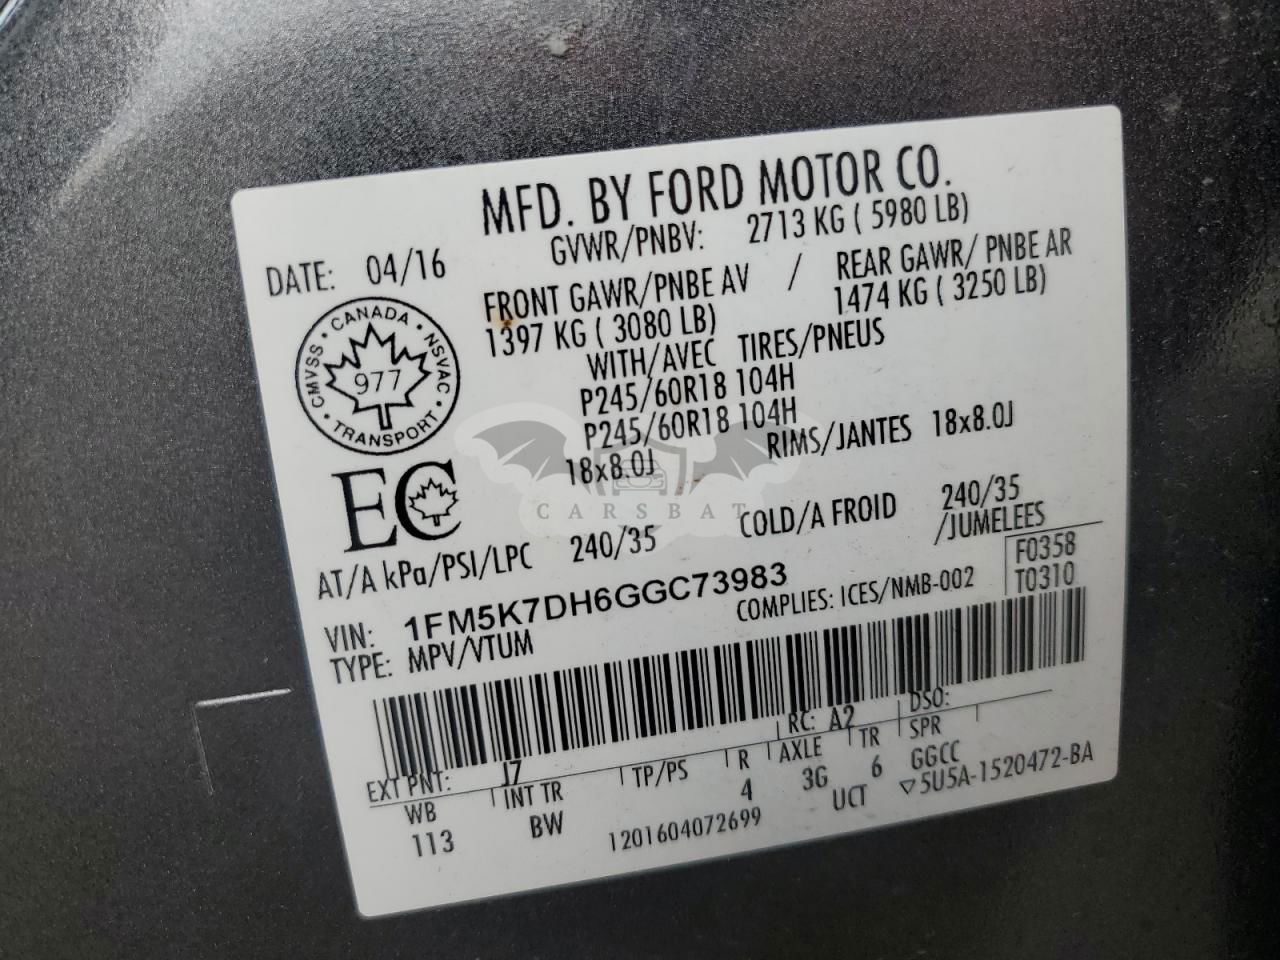 MFD. BY FORD MOTOR CO.
DATE: 04/16
GVWR/PNBV: 2713 KG ( 5980 LB)
FRONT GAWR/PNBE AV / REAR GAWR/ PNBE AR
1397 KG ( 3080 LB) 1474 KG ( 3250 LB)
WITH/AVEC TIRES/PNEUS
P245/60R18 104H
P245/60R18 104H
18x8.0J RIMS/JANTES 18x8.0J
CANADA • NSVAC • TRANSPORT • CMVSS •
977
EC
CARSBAT
AT/A kPa/PSI/LPC 240/35 COLD/A FROID 240/35
/JUMELEES
VIN: 1FM5K7DH6GGC73983
F0358
T0310
TYPE: MPV/VTUM
COMPLIES: ICES/NMB-002
EXT PNT: J7 RC: A2 DSO:
WB INT TR TP/PS R AXLE TR SPR
113 BW 4 3G 6 GGCC
1201604072699 UCT ▽5U5A-1520472-BA